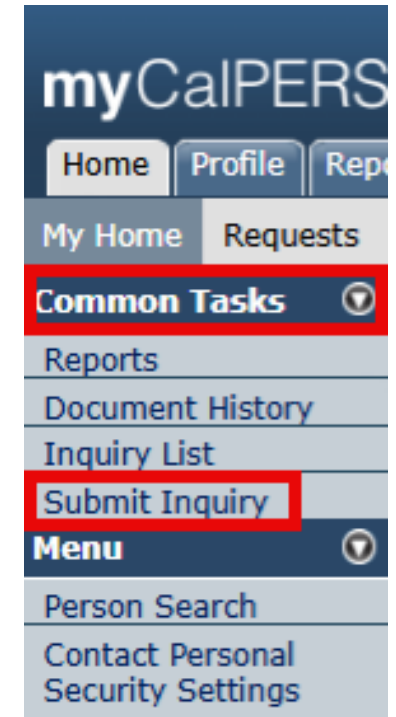 myCalPERS
Home Profile
My Home Requests
Common Tasks
Reports
Document History
Inquiry List
Submit Inquiry
Menu
Person Search
Contact Personal
Security Settings